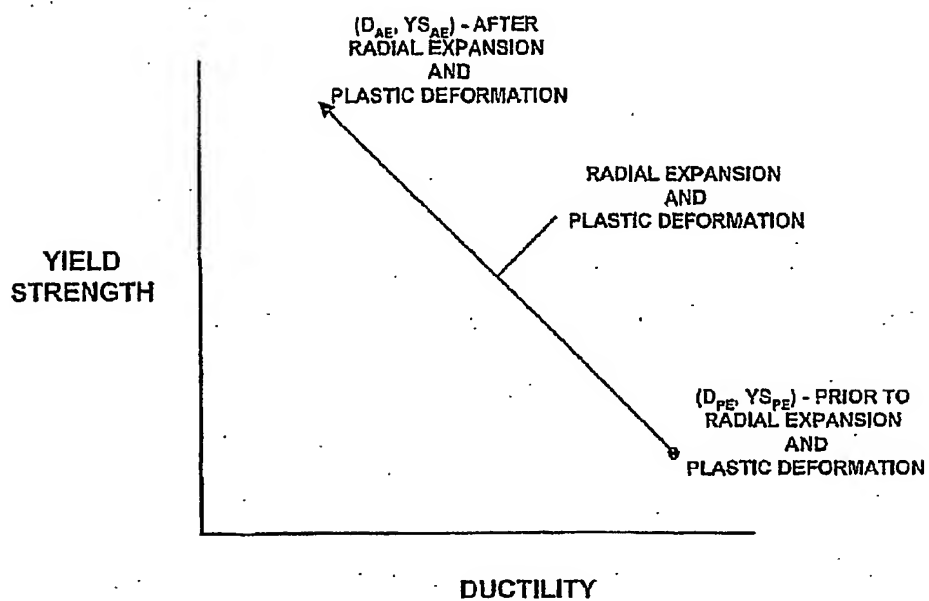 (D_AE, YS_AE) - AFTER
RADIAL EXPANSION
AND
PLASTIC DEFORMATION
RADIAL EXPANSION
AND
PLASTIC DEFORMATION
YIELD
STRENGTH
(D_PE, YS_PE) - PRIOR TO
RADIAL EXPANSION
AND
PLASTIC DEFORMATION
DUCTILITY